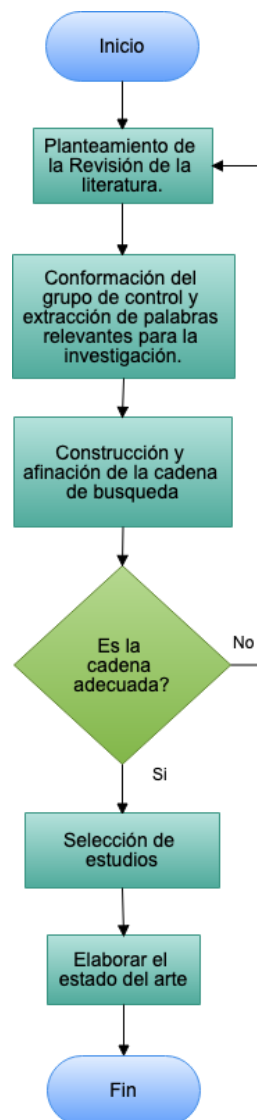 Inicio
Planteamiento de
la Revisión de la
literatura.
Conformación del
grupo de control y
extracción de palabras
relevantes para la
investigación.
Construcción y
afinación de la cadena
de busqueda
Es la
cadena
adecuada?
No
Si
Selección de
estudios
Elaborar el
estado del arte
Fin